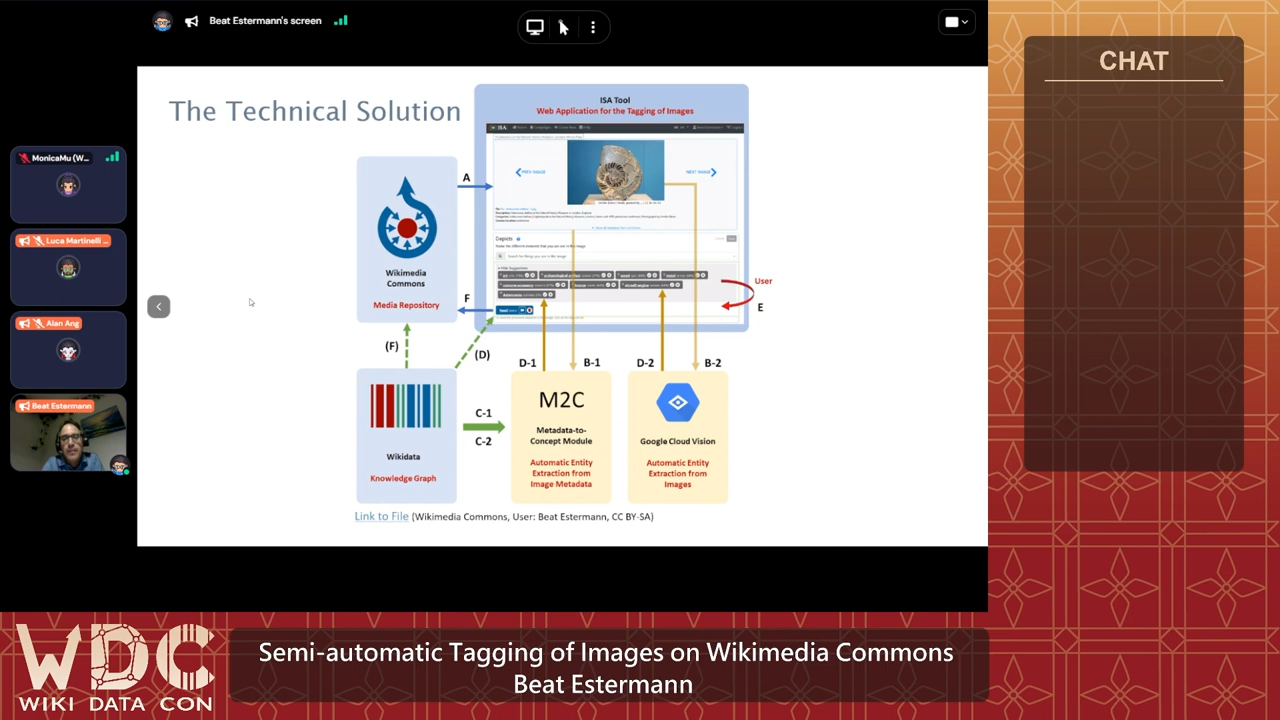 Beat Estermann's screen
CHAT
MonicaMu (W...
Luca Martinelli ...
Alan Ang
Beat Estermann
The Technical Solution
ISA Tool
Web Application for the Tagging of Images
ISA
PREV IMAGE
NEXT IMAGE
Depicts
A
Wikimedia
Commons
Media Repository
F
User
E
(F)
(D)
D-1
B-1
D-2
B-2
C-1
C-2
Wikidata
Knowledge Graph
M2C
Metadata-to-
Concept Module
Automatic Entity
Extraction from
Image Metadata
Google Cloud Vision
Automatic Entity
Extraction from
Images
Link to File (Wikimedia Commons, User: Beat Estermann, CC BY-SA)
WDC
WIKI DATA CON
Semi-automatic Tagging of Images on Wikimedia Commons
Beat Estermann